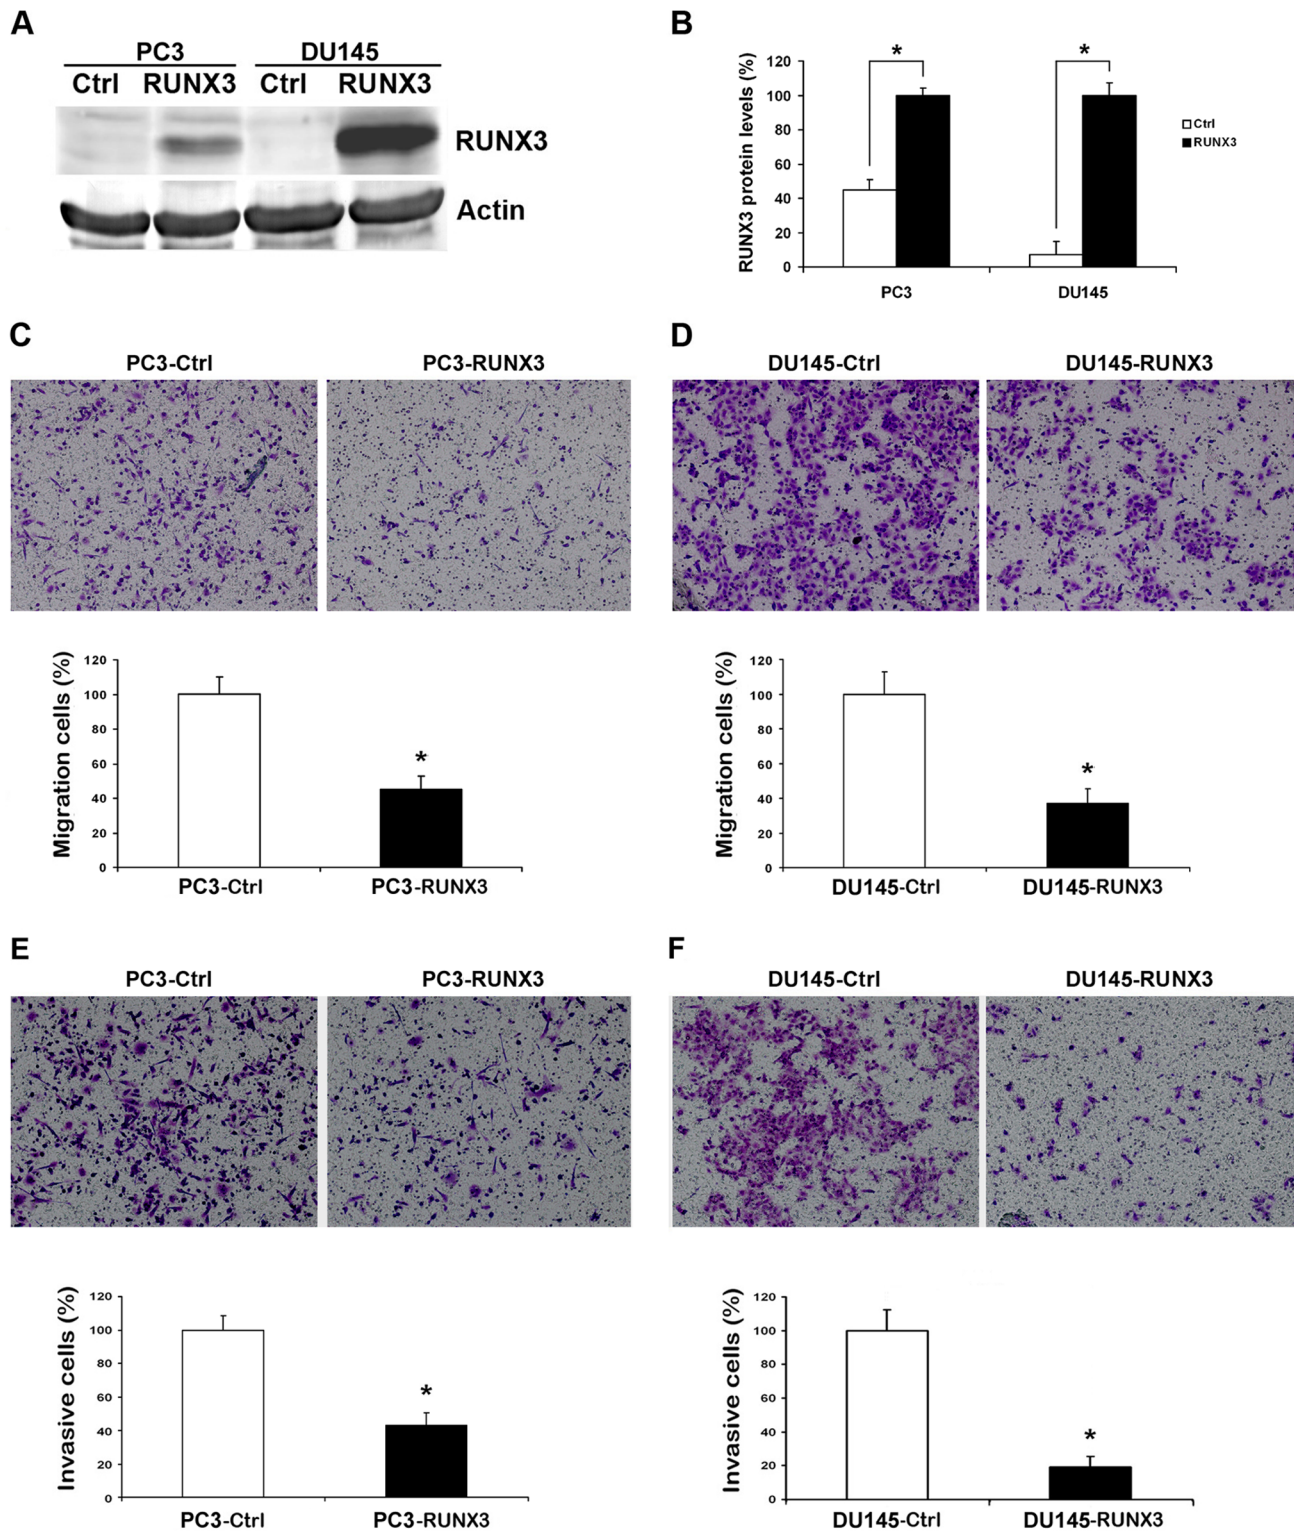 A
PC3 DU145
Ctrl RUNX3 Ctrl RUNX3
RUNX3
Actin
B
RUNX3 protein levels (%)
120
100
80
60
40
20
0
* *
PC3 DU145
Ctrl
RUNX3
C
PC3-Ctrl PC3-RUNX3
Migration cells (%)
120
100
80
60
40
20
0
*
PC3-Ctrl PC3-RUNX3
D
DU145-Ctrl DU145-RUNX3
Migration cells (%)
120
100
80
60
40
20
0
*
DU145-Ctrl DU145-RUNX3
E
PC3-Ctrl PC3-RUNX3
Invasive cells (%)
120
100
80
60
40
20
0
*
PC3-Ctrl PC3-RUNX3
F
DU145-Ctrl DU145-RUNX3
Invasive cells (%)
120
100
80
60
40
20
0
*
DU145-Ctrl DU145-RUNX3